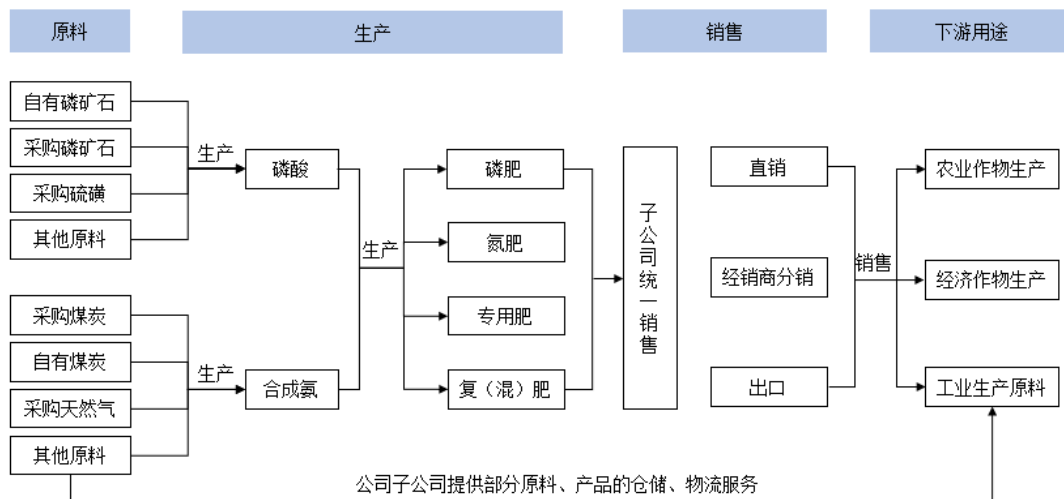 原料
生产
销售
下游用途
自有磷矿石
采购磷矿石
采购硫磺
其他原料
生产
磷酸
采购煤炭
自有煤炭
采购天然气
其他原料
生产
合成氨
生产
磷肥
氮肥
专用肥
复（混）肥
子公司统一销售
直销
经销商分销
出口
销售
农业作物生产
经济作物生产
工业生产原料
公司子公司提供部分原料、产品的仓储、物流服务